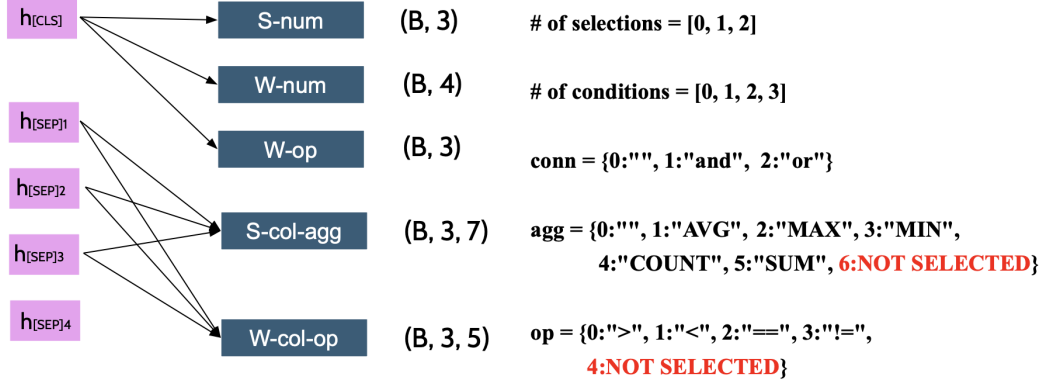 h[CLS] S-num (B, 3) # of selections = [0, 1, 2]
W-num (B, 4) # of conditions = [0, 1, 2, 3]
h[SEP]1
W-op (B, 3) conn = {0:"", 1:"and", 2:"or"}
h[SEP]2
S-col-agg (B, 3, 7) agg = {0:"", 1:"AVG", 2:"MAX", 3:"MIN",
h[SEP]3
4:"COUNT", 5:"SUM", 6:NOT SELECTED}
h[SEP]4
W-col-op (B, 3, 5) op = {0:">", 1:"<", 2:"==", 3:"!=",
4:NOT SELECTED}